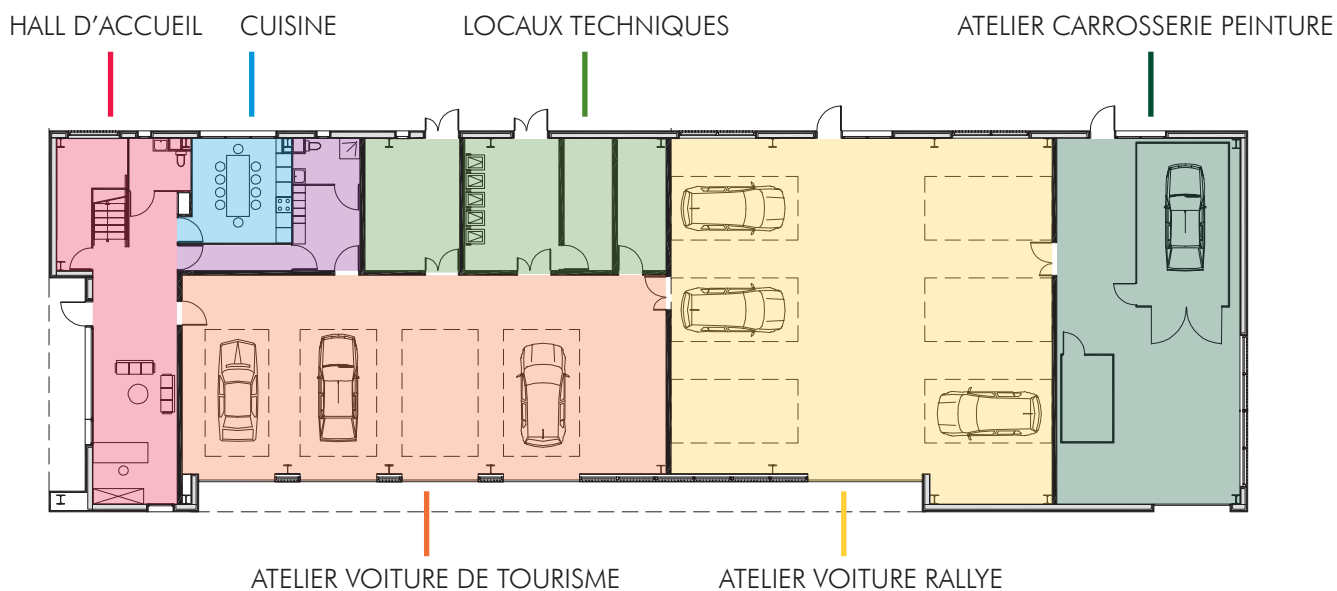 HALL D'ACCUEIL
CUISINE
LOCAUX TECHNIQUES
ATELIER CARROSSERIE PEINTURE
ATELIER VOITURE DE TOURISME
ATELIER VOITURE RALLYE